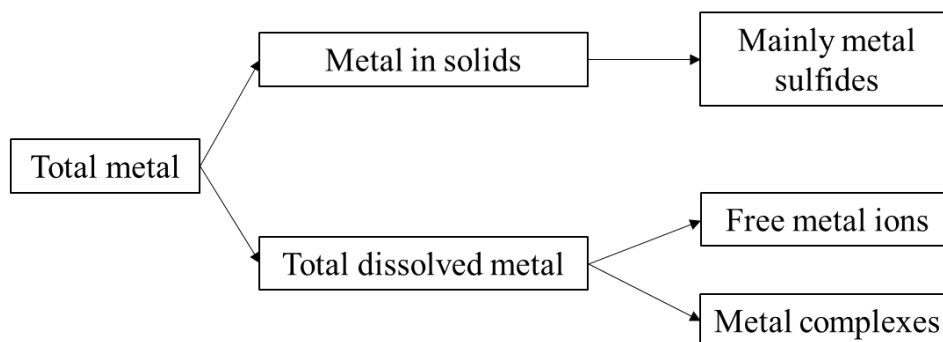 Metal in solids
Mainly metal
sulfides
Total metal
Free metal ions
Total dissolved metal
Metal complexes